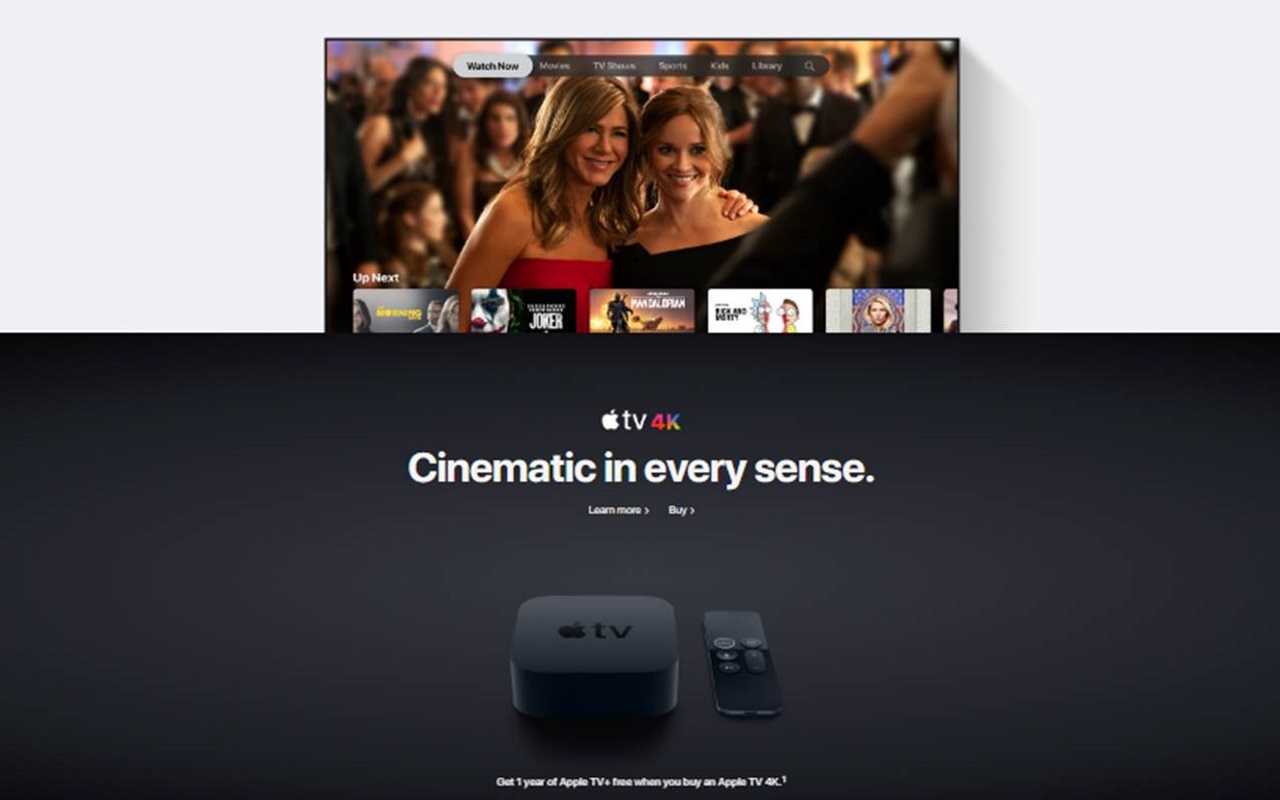 Watch Now Movies TV Shows Sports Kids Library
Up Next
THE MORNING
JOKER
MANDALORIAN
RICK AND MORTY
tv 4K
Cinematic in every sense.
Learn more > Buy >
tv
Get 1 year of Apple TV+ free when you buy an Apple TV 4K.¹